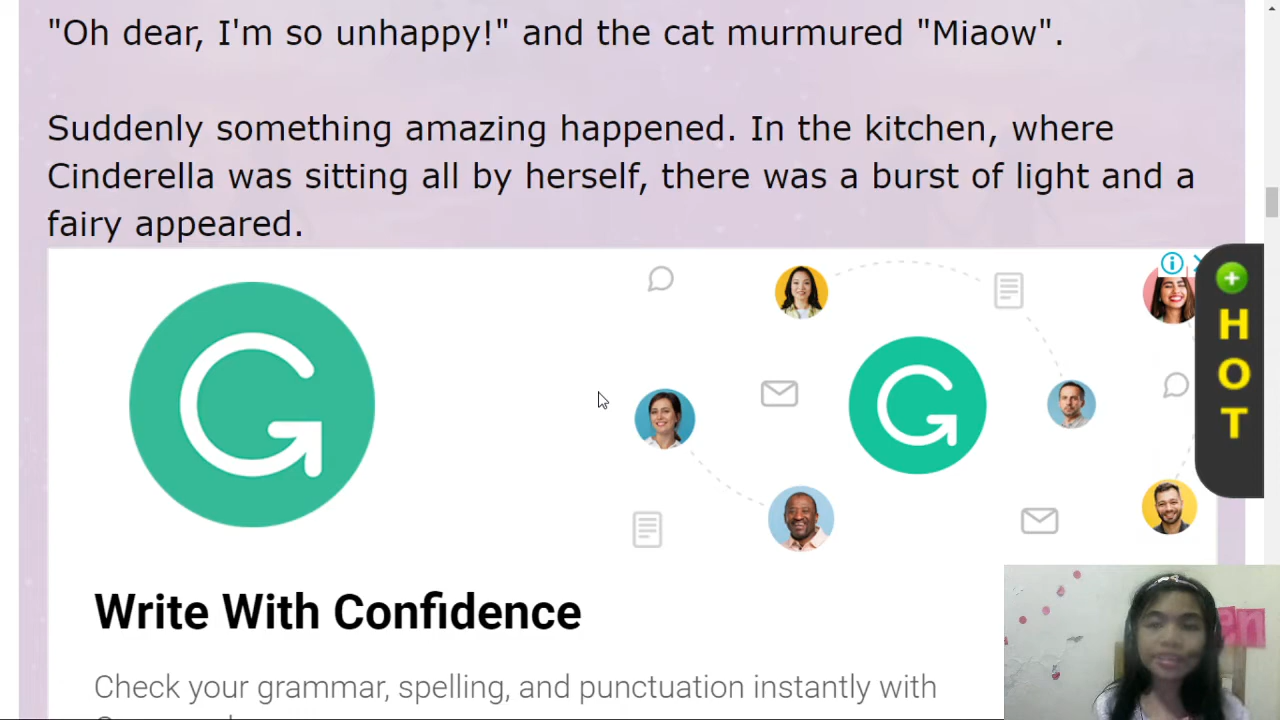 "Oh dear, I'm so unhappy!" and the cat murmured "Miaow".
Suddenly something amazing happened. In the kitchen, where
Cinderella was sitting all by herself, there was a burst of light and a
fairy appeared.
HOT
Write With Confidence
Check your grammar, spelling, and punctuation instantly with